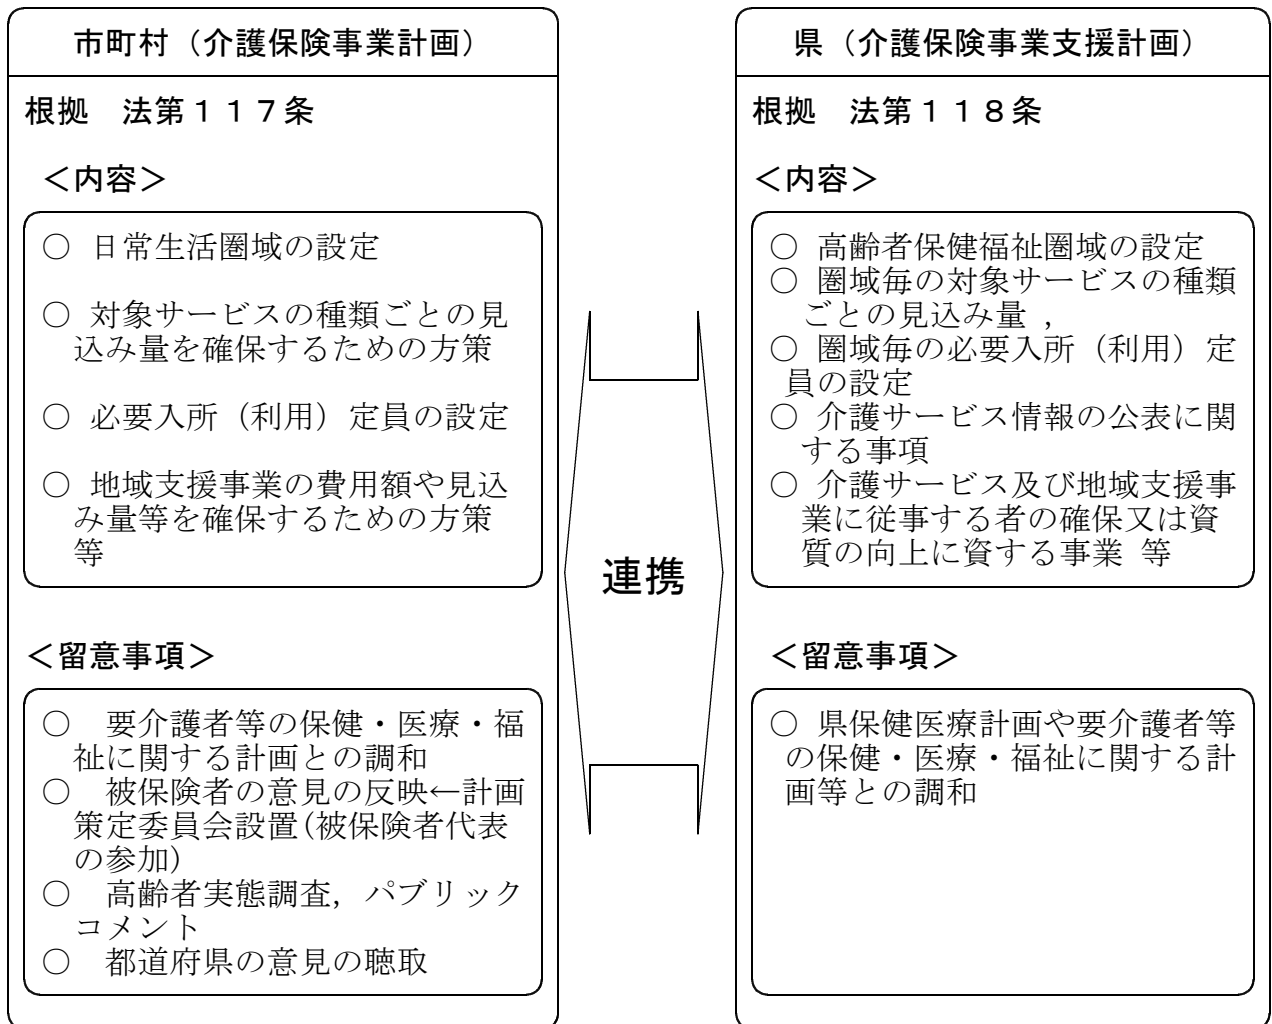 市町村（介護保険事業計画）
根拠　法第１１７条
＜内容＞
○ 日常生活圏域の設定
○ 対象サービスの種類ごとの見
込み量を確保するための方策
○ 必要入所（利用）定員の設定
○ 地域支援事業の費用額や見込
み量等を確保するための方策
等
＜留意事項＞
○　要介護者等の保健・医療・福
祉に関する計画との調和
○　被保険者の意見の反映←計画
策定委員会設置(被保険者代表
の参加)
○　高齢者実態調査，パブリック
コメント
○　都道府県の意見の聴取
連携
県（介護保険事業支援計画）
根拠　法第１１８条
＜内容＞
○ 高齢者保健福祉圏域の設定
○ 圏域毎の対象サービスの種類
ごとの見込み量 ，
○ 圏域毎の必要入所（利用）定
員の設定
○ 介護サービス情報の公表に関
する事項
○ 介護サービス及び地域支援事
業に従事する者の確保又は資
質の向上に資する事業 等
＜留意事項＞
○ 県保健医療計画や要介護者等
の保健・医療・福祉に関する計
画等との調和